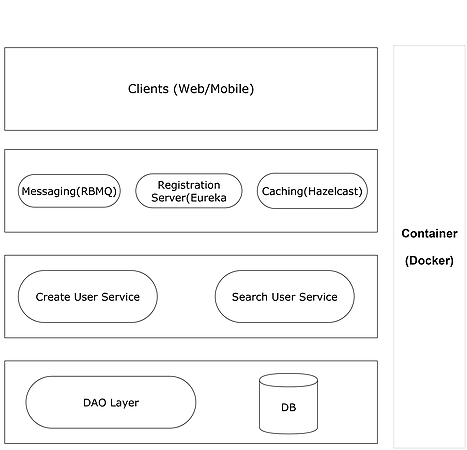 Clients (Web/Mobile)
Messaging(RBMQ)
Registration
Server(Eureka
Caching(Hazelcast)
Create User Service
Search User Service
DAO Layer
DB
Container
(Docker)